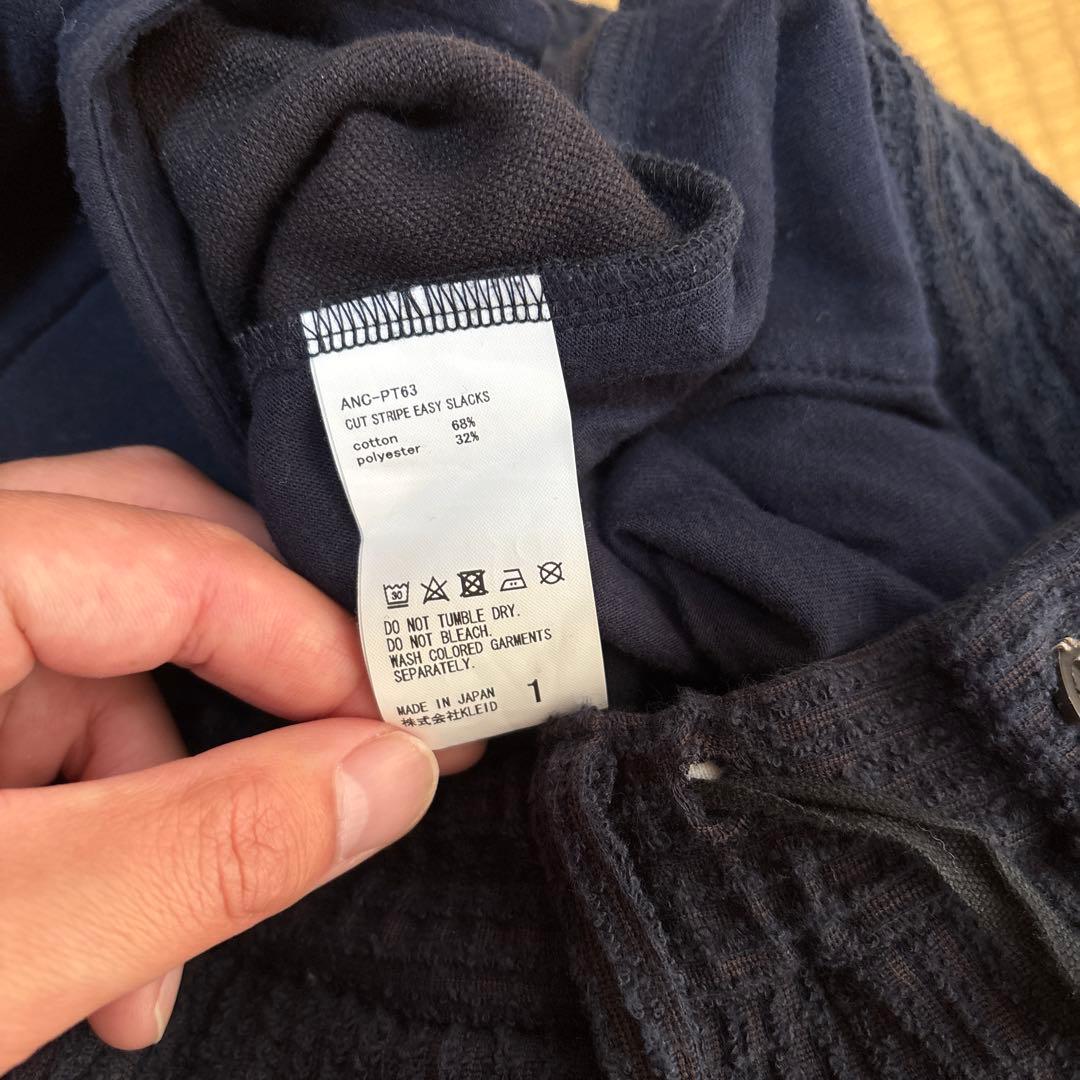 ANC-PT63
CUT STRIPE EASY SLACKS
cotton 68%
polyester 32%
30
DO NOT TUMBLE DRY.
DO NOT BLEACH.
WASH COLORED GARMENTS
SEPARATELY.
MADE IN JAPAN 1
株式会社KLEID